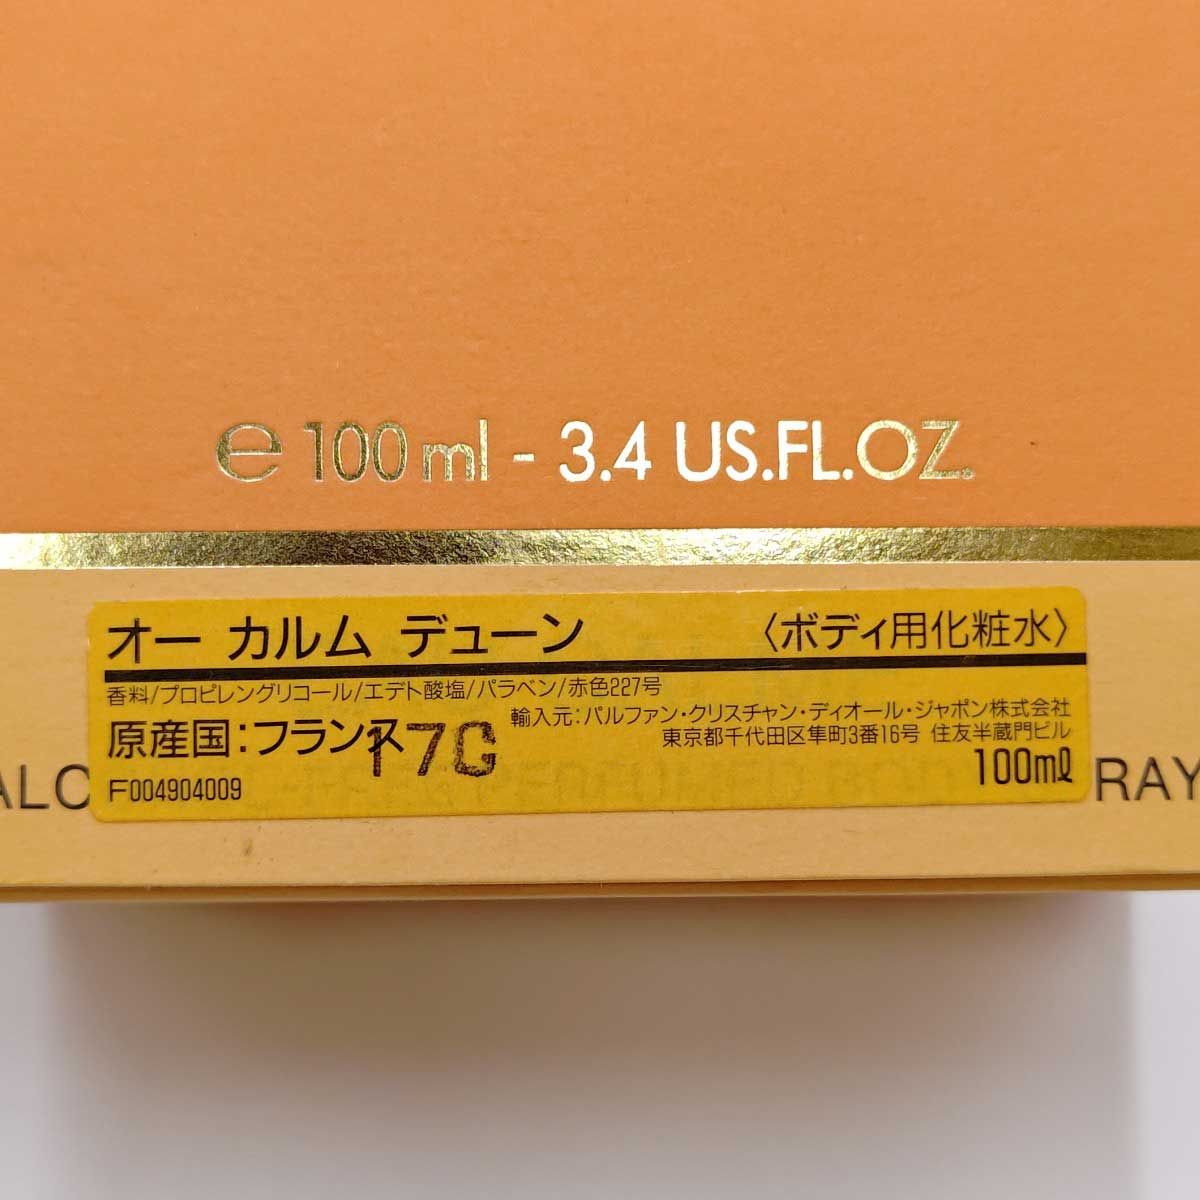 ℮ 100 ml - 3.4 US.FL.OZ.
オー カルム デューン 〈ボディ用化粧水〉
香料/プロピレングリコール/エデト酸塩/パラベン/赤色227号
原産国:フランス 17G
輸入元:パルファン・クリスチャン・ディオール・ジャポン株式会社
東京都千代田区隼町3番16号 住友半蔵門ビル
F004904009
100ml
ALC
RAY